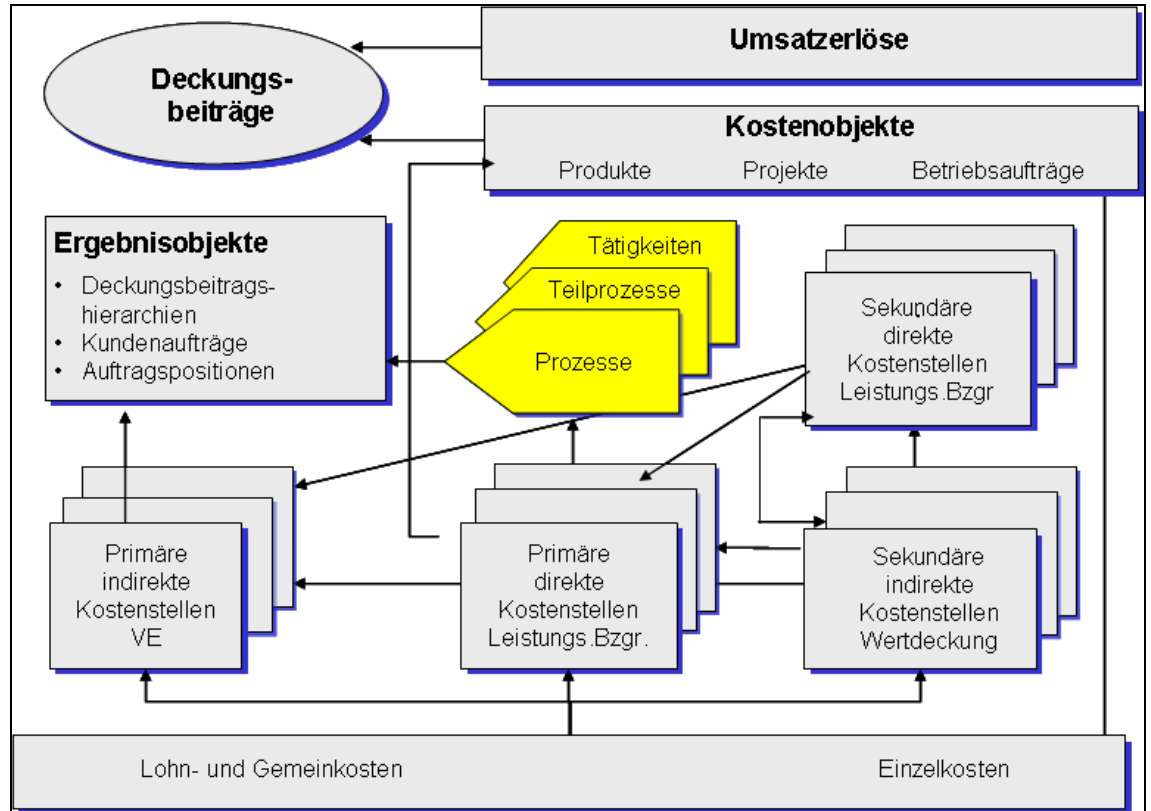 Umsatzerlöse
Deckungs-
beiträge
Kostenobjekte
Produkte Projekte Betriebsaufträge
Ergebnisobjekte
• Deckungsbeitrags-
hierarchien
• Kundenaufträge
• Auftragspositionen
Tätigkeiten
Teilprozesse
Prozesse
Sekundäre
direkte
Kostenstellen
Leistungs.Bzgr
Primäre
indirekte
Kostenstellen
VE
Primäre
direkte
Kostenstellen
Leistungs.Bzgr.
Sekundäre
indirekte
Kostenstellen
Wertdeckung
Lohn- und Gemeinkosten Einzelkosten